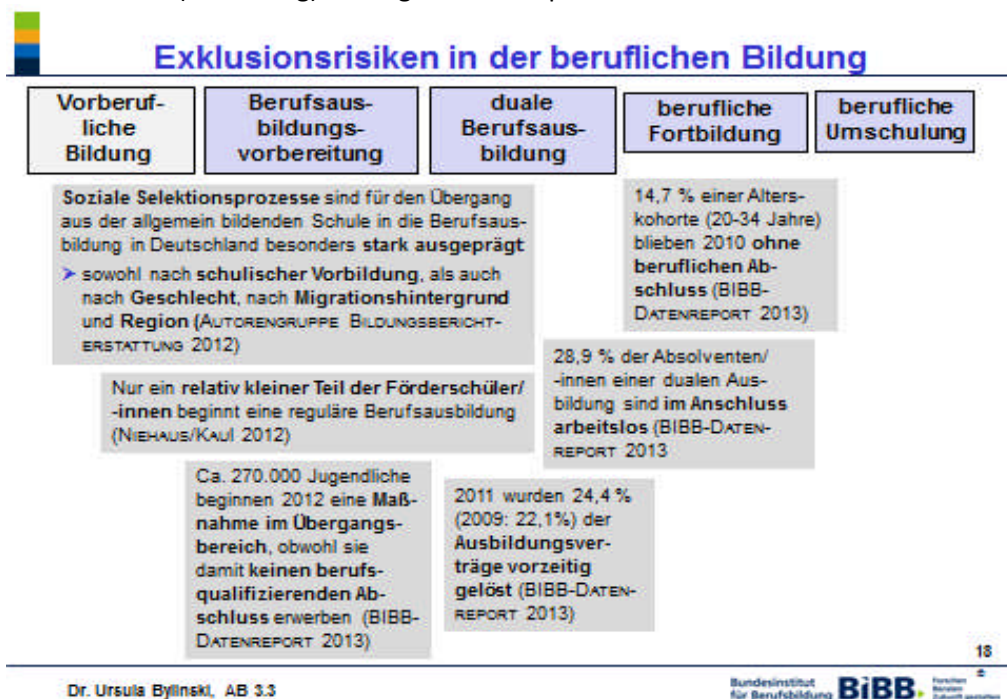 Exklusionsrisiken in der beruflichen Bildung
Vorberuf-
liche
Bildung
Berufsaus-
bildungs-
vorbereitung
duale
Berufsaus-
bildung
berufliche
Fortbildung
berufliche
Umschulung
Soziale Selektionsprozesse sind für den Übergang
aus der allgemein bildenden Schule in die Berufsaus-
bildung in Deutschland besonders stark ausgeprägt
➤ sowohl nach schulischer Vorbildung, als auch
nach Geschlecht, nach Migrationshintergrund
und Region (AUTORENGRUPPE BILDUNGSBERICHT-
ERSTATTUNG 2012)
14,7 % einer Alters-
kohorte (20-34 Jahre)
blieben 2010 ohne
beruflichen Ab-
schluss (BIBB-
DATENREPORT 2013)
Nur ein relativ kleiner Teil der Förderschüler/
-innen beginnt eine reguläre Berufsausbildung
(NIEHAUS/KAUL 2012)
28,9 % der Absolventen/
-innen einer dualen Aus-
bildung sind im Anschluss
arbeitslos (BIBB-DATEN-
REPORT 2013
Ca. 270.000 Jugendliche
beginnen 2012 eine Maß-
nahme im Übergangs-
bereich, obwohl sie
damit keinen berufs-
qualifizierenden Ab-
schluss erwerben (BIBB-
DATENREPORT 2013)
2011 wurden 24,4 %
(2009: 22,1%) der
Ausbildungsver-
träge vorzeitig
gelöst (BIBB-DATEN-
REPORT 2013)
18
Dr. Ursula Bylinski, AB 3.3
Bundesinstitut
für Berufsbildung
BiBB